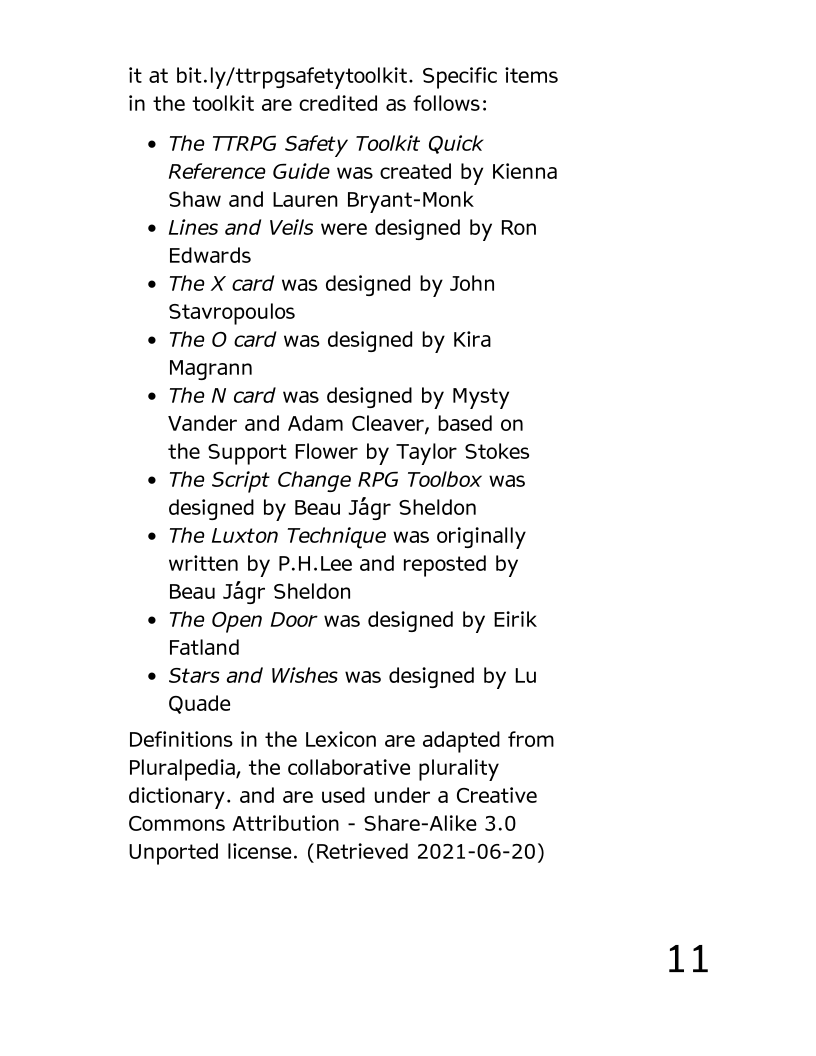 it at bit.ly/ttrpgsafetytoolkit. Specific items
in the toolkit are credited as follows:
• The TTRPG Safety Toolkit Quick
Reference Guide was created by Kienna
Shaw and Lauren Bryant-Monk
• Lines and Veils were designed by Ron
Edwards
• The X card was designed by John
Stavropoulos
• The O card was designed by Kira
Magrann
• The N card was designed by Mysty
Vander and Adam Cleaver, based on
the Support Flower by Taylor Stokes
• The Script Change RPG Toolbox was
designed by Beau Jágr Sheldon
• The Luxton Technique was originally
written by P.H.Lee and reposted by
Beau Jágr Sheldon
• The Open Door was designed by Eirik
Fatland
• Stars and Wishes was designed by Lu
Quade
Definitions in the Lexicon are adapted from
Pluralpedia, the collaborative plurality
dictionary. and are used under a Creative
Commons Attribution - Share-Alike 3.0
Unported license. (Retrieved 2021-06-20)
11